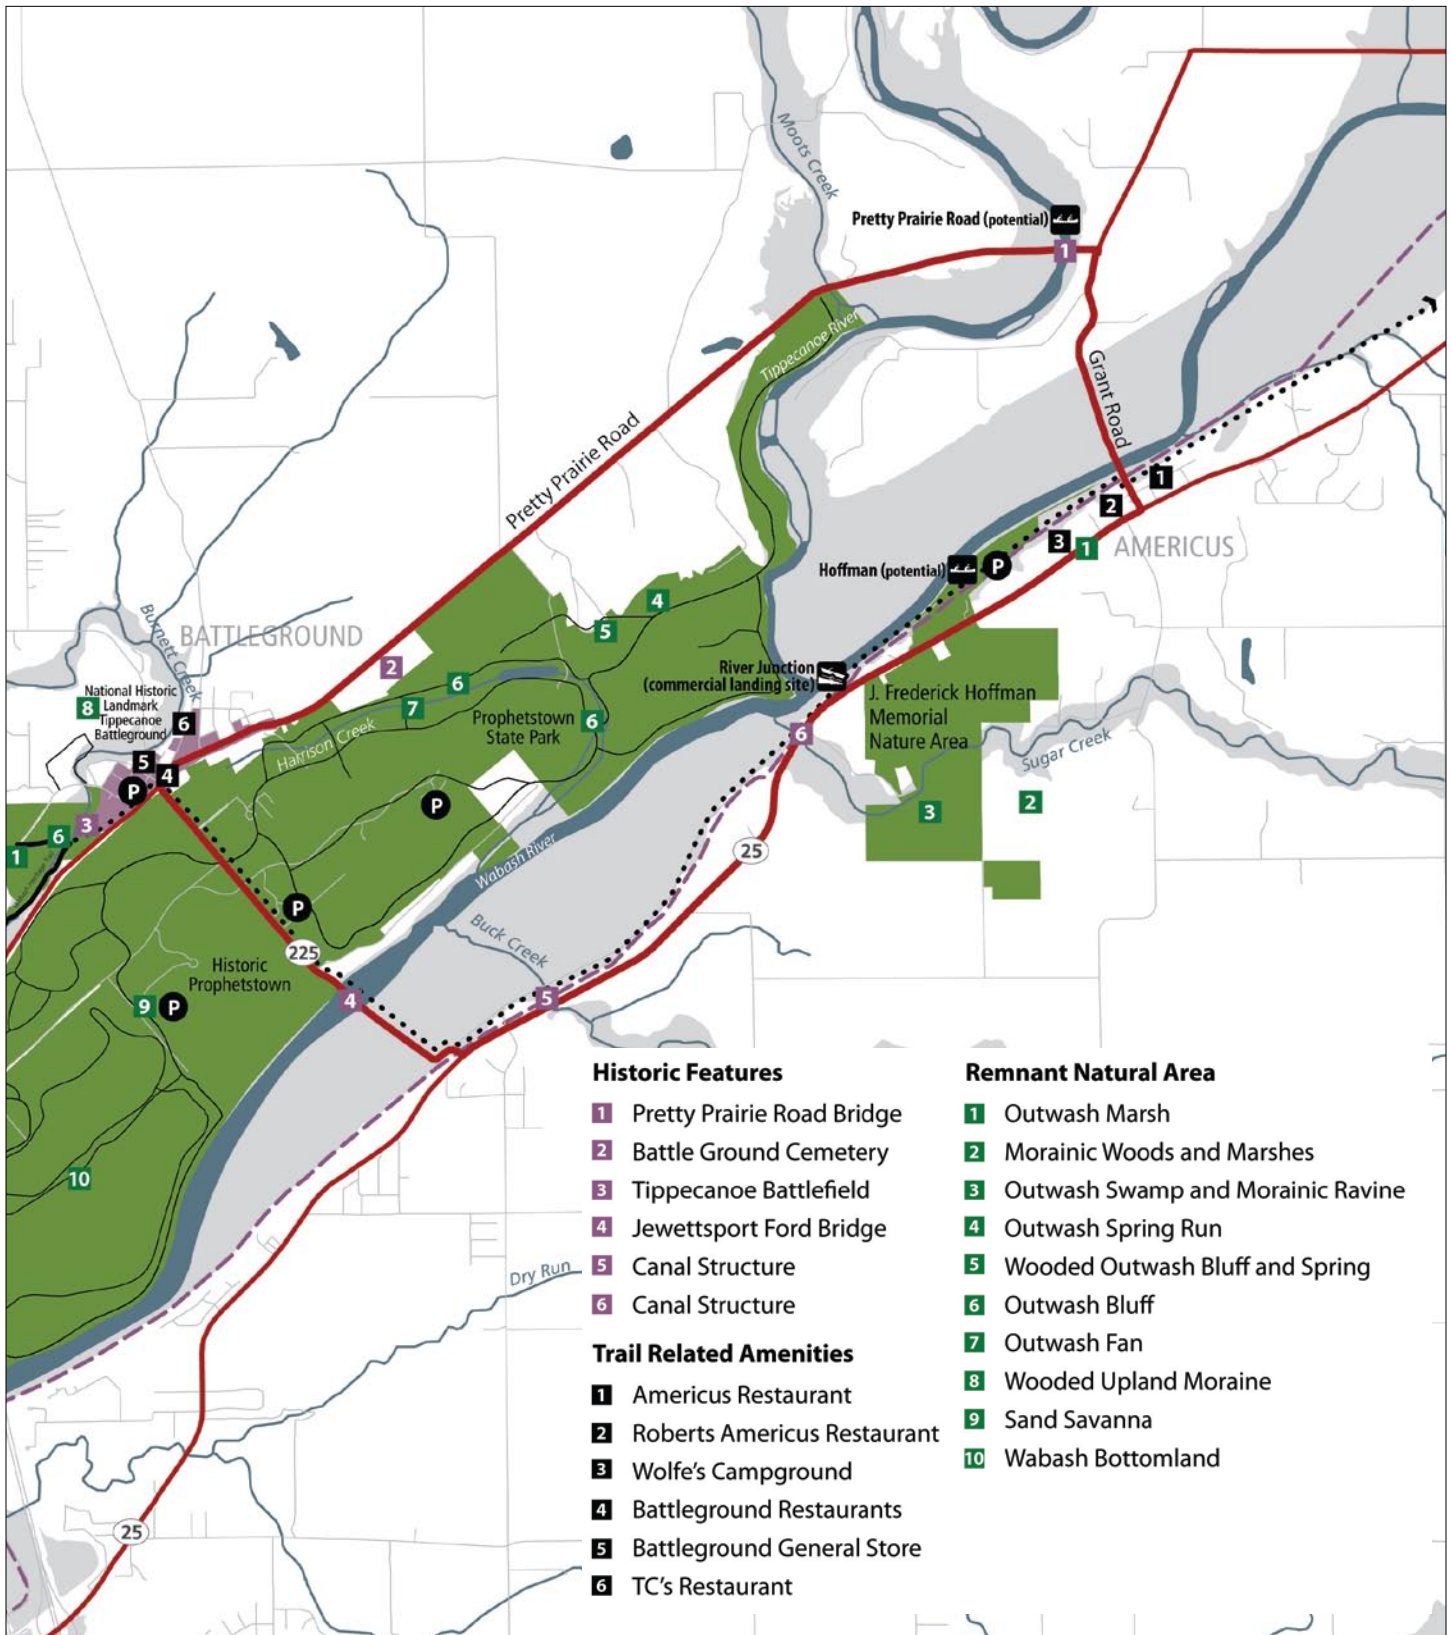 Moots Creek
Pretty Prairie Road (potential)
1
Tippecanoe River
Grant Road
Pretty Prairie Road
1
2
3
1
AMERICUS
Hoffman (potential)
P
4
5
Burnett Creek
BATTLEGROUND
2
River Junction
(commercial landing site)
6
National Historic
Landmark
Tippecanoe
Battleground
8
6
7
Prophetstown
State Park
6
6
J. Frederick Hoffman
Memorial
Nature Area
Sugar Creek
Harrison Creek
5
4
P
P
3
2
3
6
1
25
Wabash River
P
Buck Creek
225
Historic
Prophetstown
4
5
9
P
10
Dry Run
25
Historic Features
1 Pretty Prairie Road Bridge
2 Battle Ground Cemetery
3 Tippecanoe Battlefield
4 Jewettsport Ford Bridge
5 Canal Structure
6 Canal Structure
Trail Related Amenities
1 Americus Restaurant
2 Roberts Americus Restaurant
3 Wolfe's Campground
4 Battleground Restaurants
5 Battleground General Store
6 TC's Restaurant
Remnant Natural Area
1 Outwash Marsh
2 Morainic Woods and Marshes
3 Outwash Swamp and Morainic Ravine
4 Outwash Spring Run
5 Wooded Outwash Bluff and Spring
6 Outwash Bluff
7 Outwash Fan
8 Wooded Upland Moraine
9 Sand Savanna
10 Wabash Bottomland